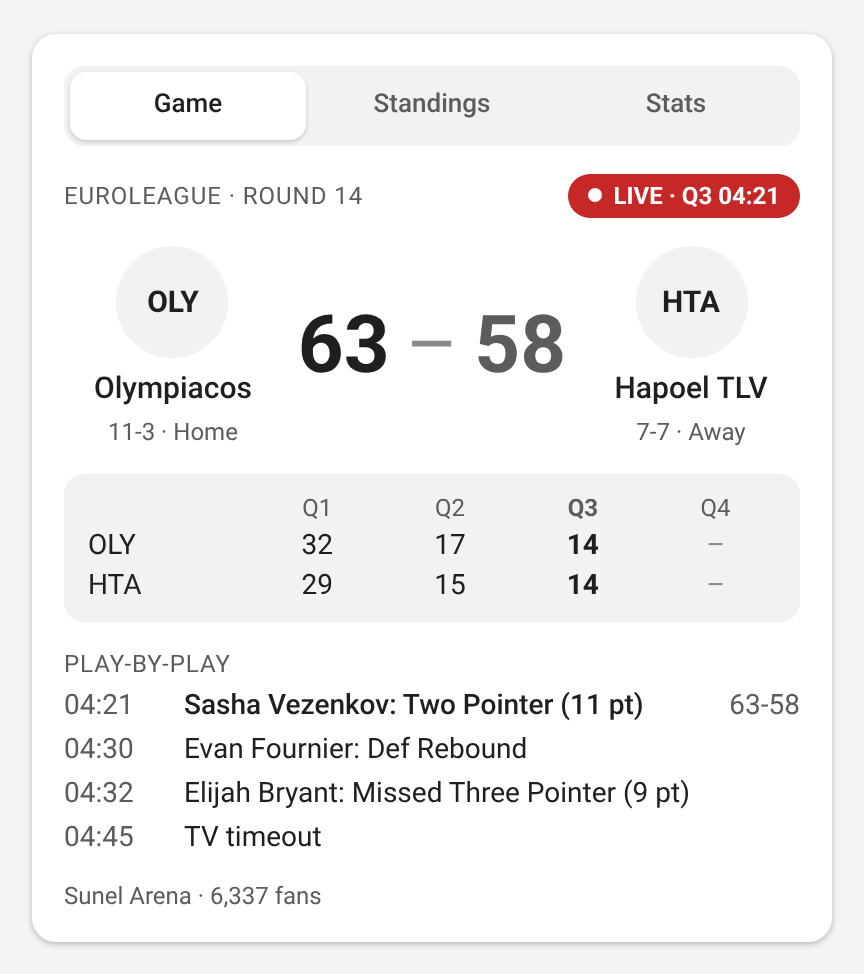 Game Standings Stats
EUROLEAGUE · ROUND 14
LIVE · Q3 04:21
OLY
Olympiacos
11-3 · Home
63 – 58
HTA
Hapoel TLV
7-7 · Away
Q1 Q2 Q3 Q4
OLY 32 17 14 –
HTA 29 15 14 –
PLAY-BY-PLAY
04:21 Sasha Vezenkov: Two Pointer (11 pt) 63-58
04:30 Evan Fournier: Def Rebound
04:32 Elijah Bryant: Missed Three Pointer (9 pt)
04:45 TV timeout
Sunel Arena · 6,337 fans